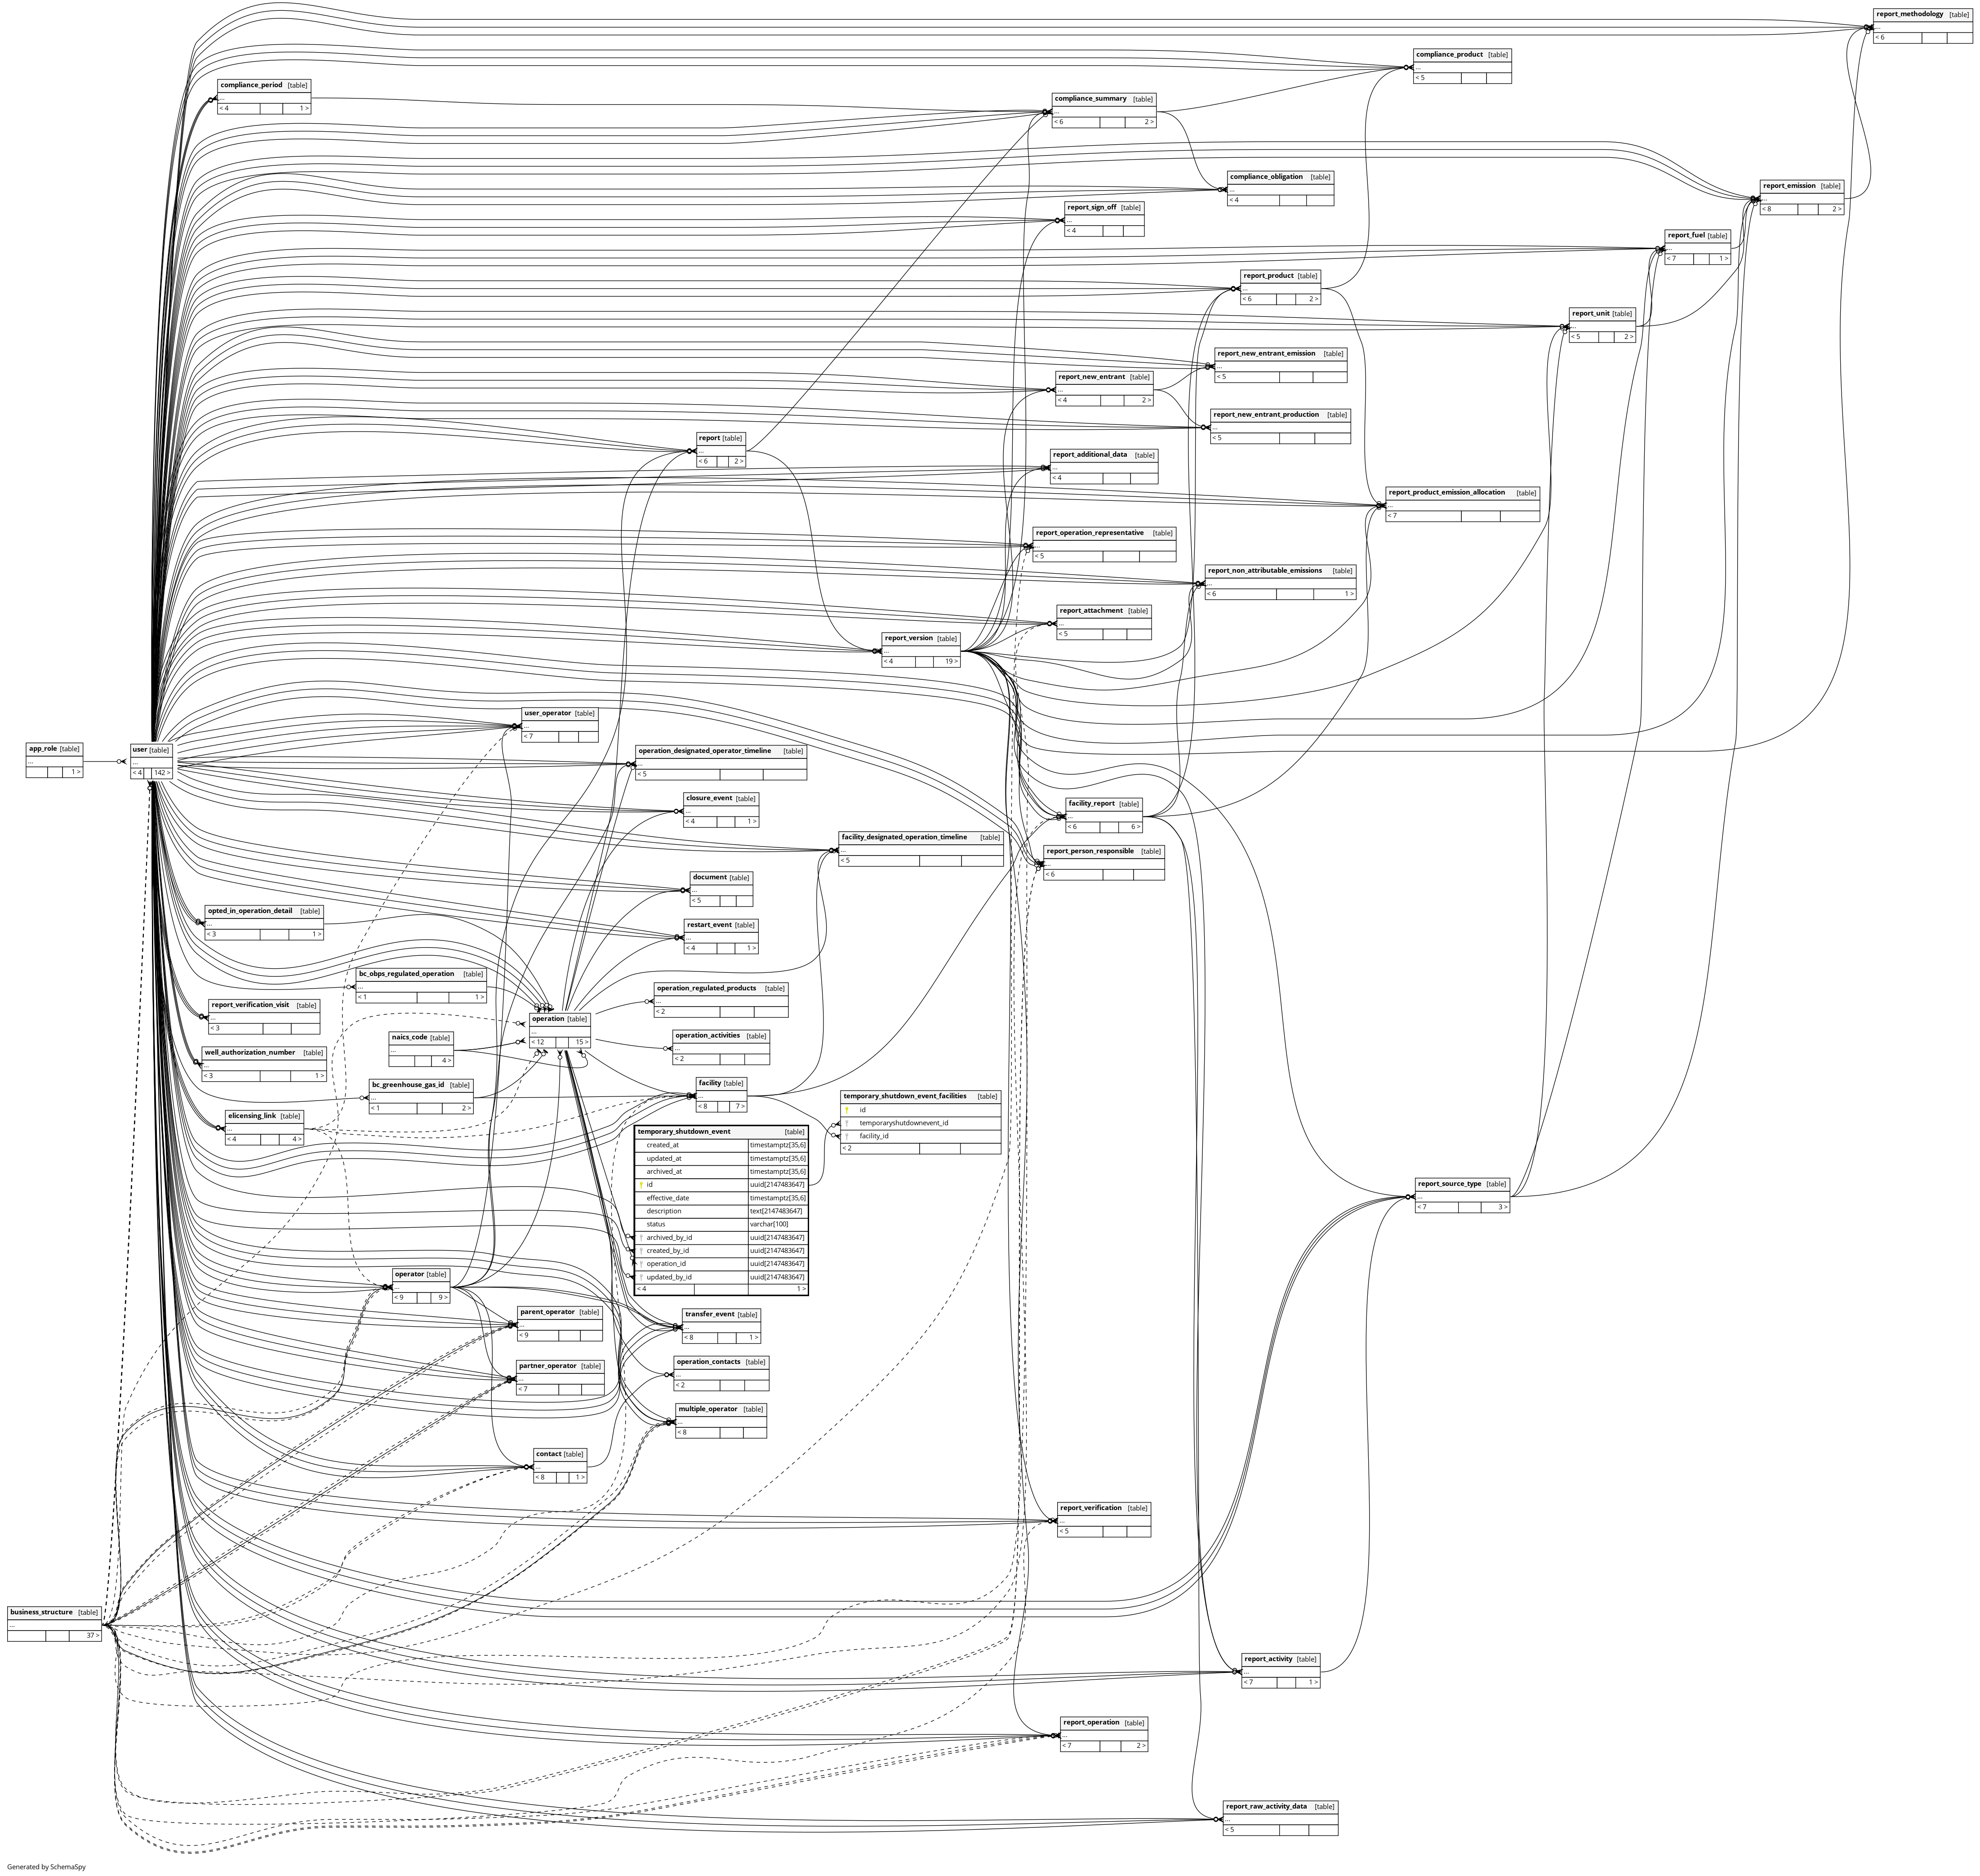 report_methodology [table]
...
< 6
compliance_product [table]
...
< 5
compliance_period [table]
...
< 4 1 >
compliance_summary [table]
...
< 6 2 >
compliance_obligation [table]
...
< 4
report_emission [table]
...
< 8 2 >
report_sign_off [table]
...
< 4
report_fuel [table]
...
< 7 1 >
report_product [table]
...
< 6 2 >
report_unit [table]
...
< 5 2 >
report_new_entrant_emission [table]
...
< 5
report_new_entrant [table]
...
< 4 2 >
report_new_entrant_production [table]
...
< 5
report [table]
...
< 6 2 >
report_additional_data [table]
...
< 4
report_product_emission_allocation [table]
...
< 7
report_operation_representative [table]
...
< 5
report_non_attributable_emissions [table]
...
< 6 1 >
report_attachment [table]
...
< 5
report_version [table]
...
< 4 19 >
user_operator [table]
...
< 7
app_role [table]
...
1 >
user [table]
...
< 4 142 >
operation_designated_operator_timeline [table]
...
< 5
closure_event [table]
...
< 4 1 >
facility_report [table]
...
< 6 6 >
facility_designated_operation_timeline [table]
...
< 5
report_person_responsible [table]
...
< 6
document [table]
...
< 5
opted_in_operation_detail [table]
...
< 3 1 >
restart_event [table]
...
< 4 1 >
bc_obps_regulated_operation [table]
...
< 1 1 >
operation_regulated_products [table]
...
< 2
report_verification_visit [table]
...
< 3
operation [table]
...
< 12 15 >
naics_code [table]
...
4 >
operation_activities [table]
...
< 2
well_authorization_number [table]
...
< 3 1 >
bc_greenhouse_gas_id [table]
...
< 1 2 >
facility [table]
...
< 8 7 >
temporary_shutdown_event_facilities [table]
id
temporaryshutdownevent_id
facility_id
< 2
elicensing_link [table]
...
< 4 4 >
temporary_shutdown_event [table]
created_at timestamptz[35,6]
updated_at timestamptz[35,6]
archived_at timestamptz[35,6]
id uuid[2147483647]
effective_date timestamptz[35,6]
description text[2147483647]
status varchar[100]
archived_by_id uuid[2147483647]
created_by_id uuid[2147483647]
operation_id uuid[2147483647]
updated_by_id uuid[2147483647]
< 4 1 >
report_source_type [table]
...
< 7 3 >
operator [table]
...
< 9 9 >
parent_operator [table]
...
< 9
transfer_event [table]
...
< 8 1 >
partner_operator [table]
...
< 7
operation_contacts [table]
...
< 2
multiple_operator [table]
...
< 8
contact [table]
...
< 8 1 >
report_verification [table]
...
< 5
business_structure [table]
...
37 >
report_activity [table]
...
< 7 1 >
report_operation [table]
...
< 7 2 >
report_raw_activity_data [table]
...
< 5
Generated by SchemaSpy